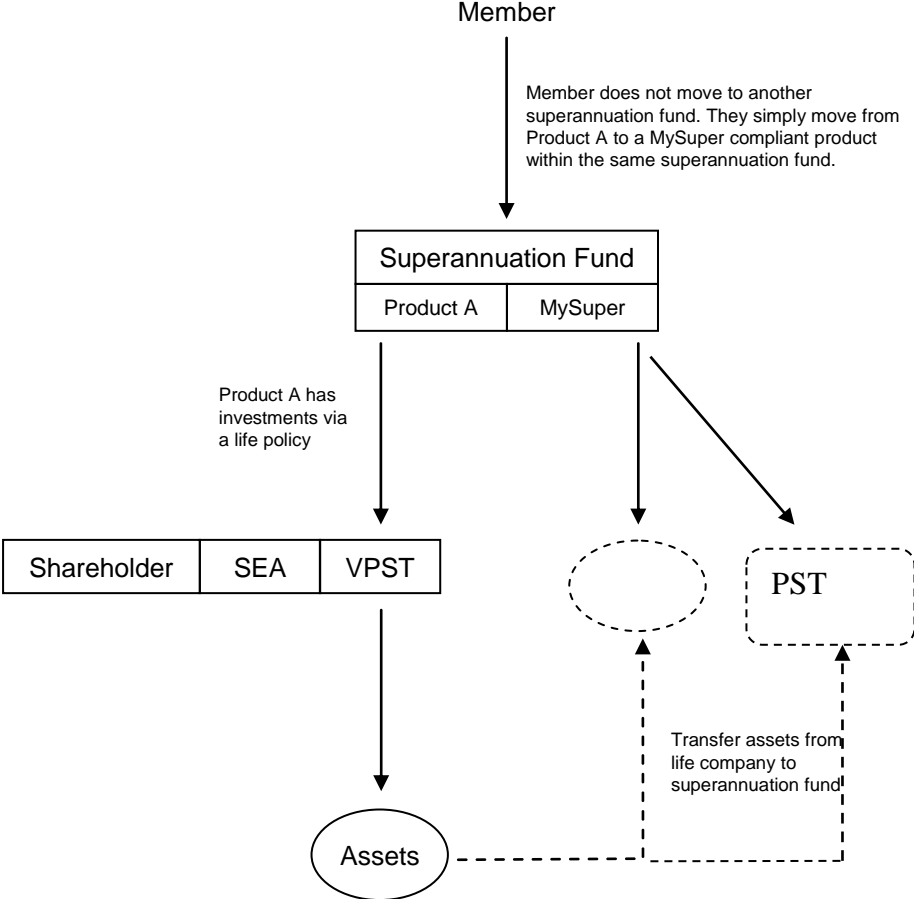 Member
Member does not move to another
superannuation fund. They simply move from
Product A to a MySuper compliant product
within the same superannuation fund.
Superannuation Fund
Product A
MySuper
Product A has
investments via
a life policy
Shareholder
SEA
VPST
PST
Transfer assets from
life company to
superannuation fund
Assets